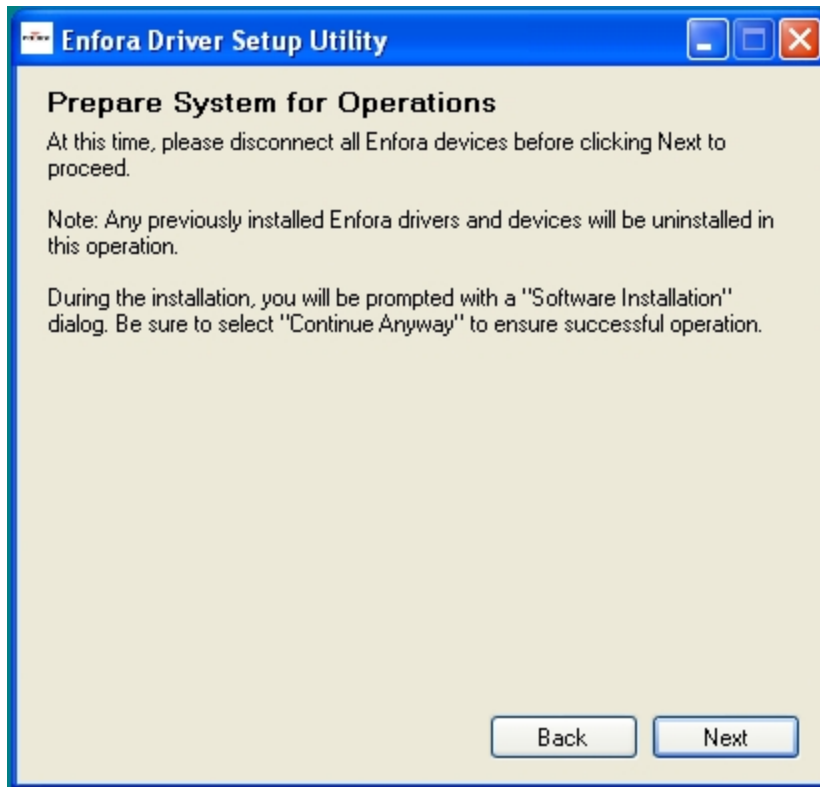 Enfora Driver Setup Utility
Prepare System for Operations
At this time, please disconnect all Enfora devices before clicking Next to
proceed.
Note: Any previously installed Enfora drivers and devices will be uninstalled in
this operation.
During the installation, you will be prompted with a "Software Installation"
dialog. Be sure to select "Continue Anyway" to ensure successful operation.
Back
Next